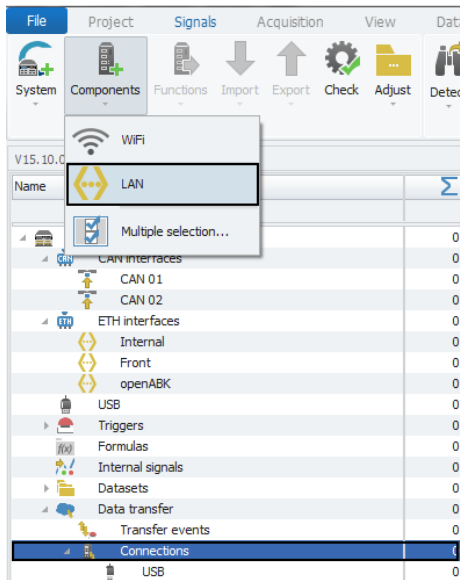 File Project Signals Acquisition View Data
System Components Functions Import Export Check Adjust Detec
WiFi
V15.10.0
LAN
Name Σ
Multiple selection...
0
CAN interfaces 0
CAN 01 0
CAN 02 0
ETH interfaces 0
Internal 0
Front 0
openABK 0
USB 0
Triggers 0
f(x) Formulas 0
Internal signals 0
Datasets 0
Data transfer 0
Transfer events 0
Connections 0
USB 0